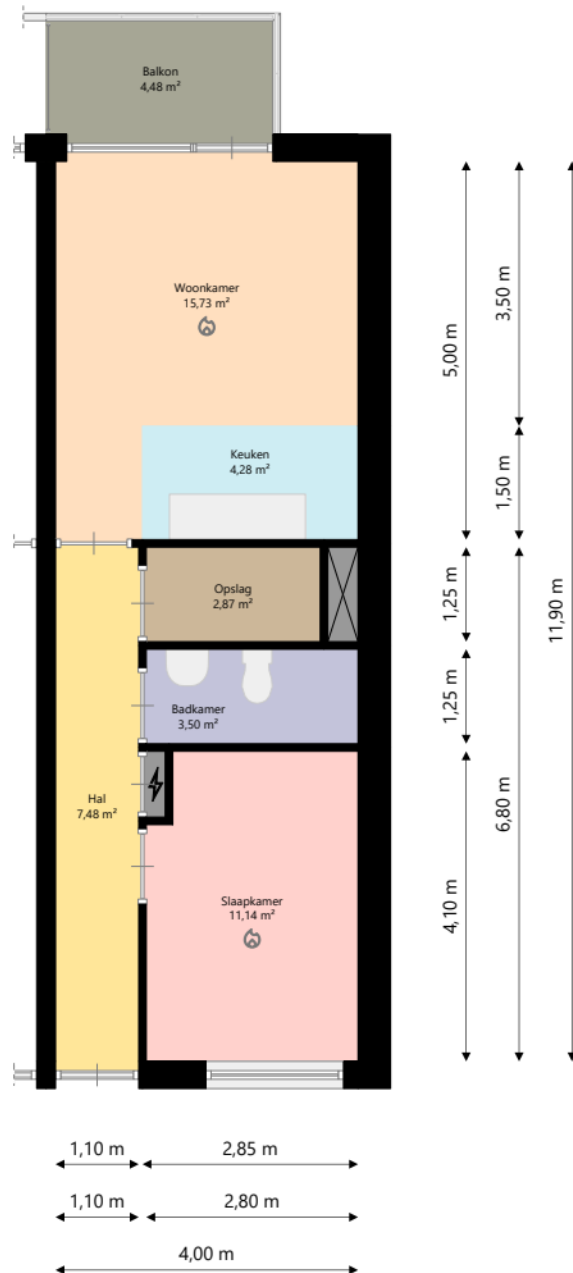 Balkon
4,48 m²
Woonkamer
15,73 m²
Keuken
4,28 m²
Opslag
2,87 m²
Badkamer
3,50 m²
Hal
7,48 m²
Slaapkamer
11,14 m²
3,50 m
5,00 m
1,50 m
1,25 m
11,90 m
1,25 m
6,80 m
4,10 m
1,10 m 2,85 m
1,10 m 2,80 m
4,00 m